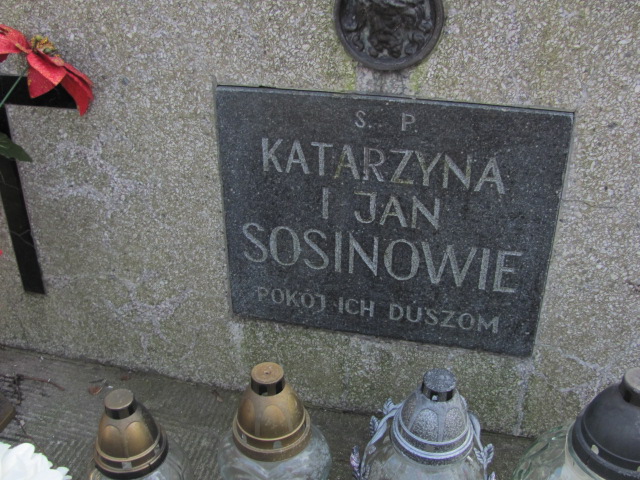 S. P.
KATARZYNA
I JAN
SOSINOWIE
POKÓJ ICH DUSZOM